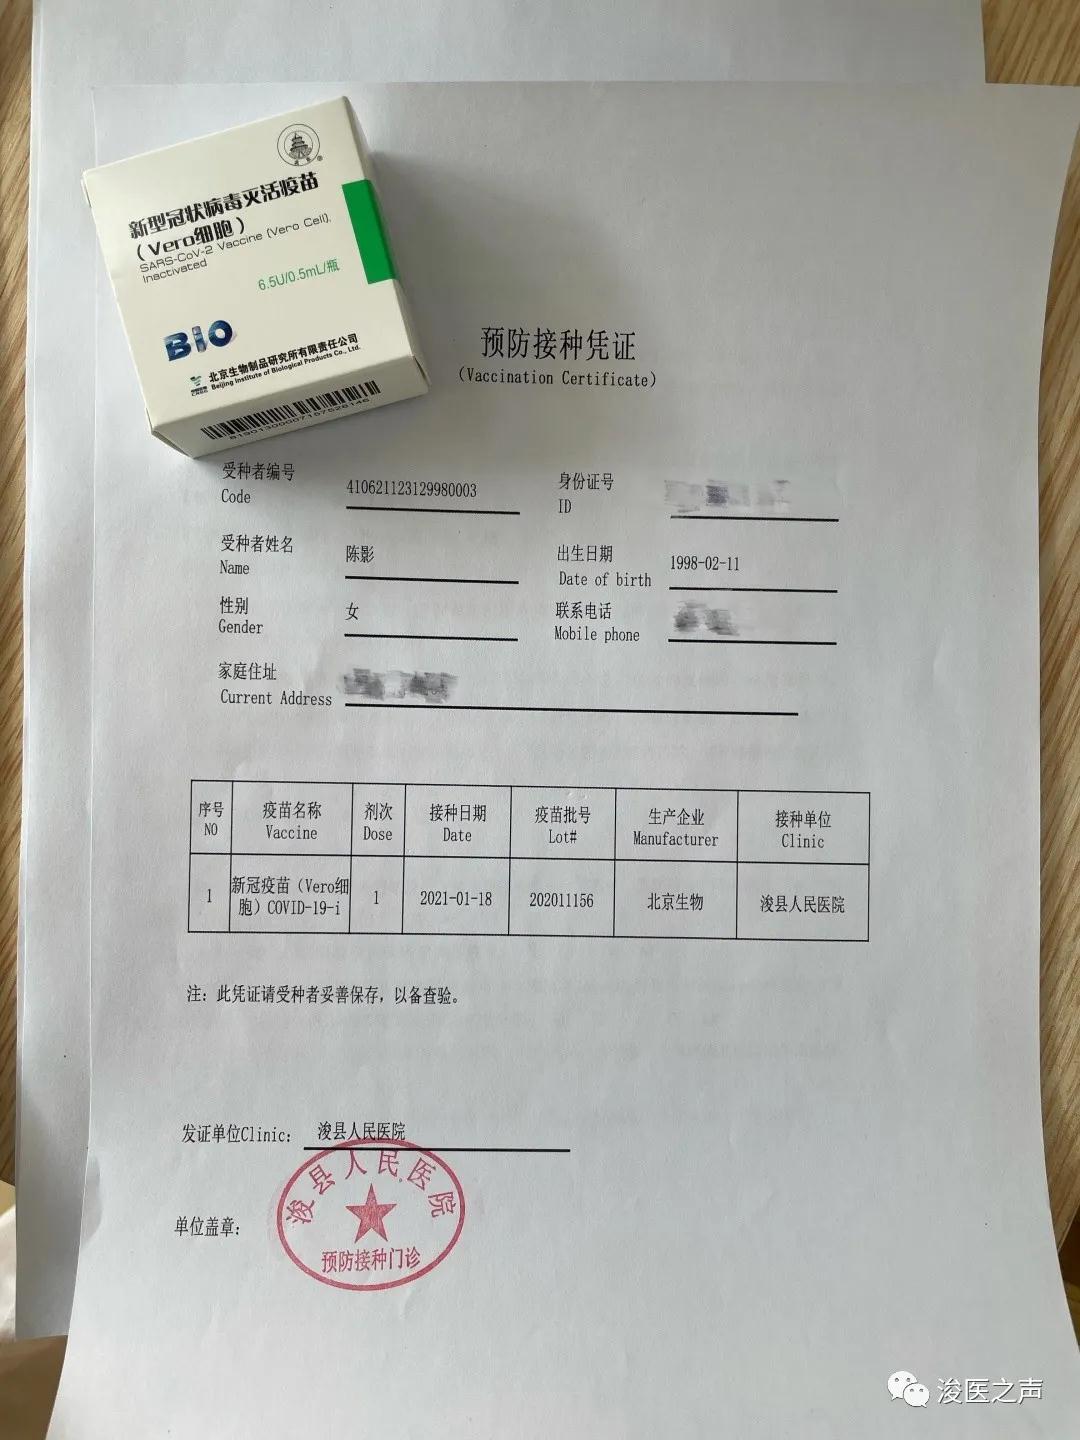 新型冠状病毒灭活疫苗
（Vero细胞）
SARS-CoV-2 Vaccine (Vero Cell),
Inactivated
6.5U/0.5mL/瓶
BIO
北京生物制品研究所有限责任公司
Beijing Institute of Biological Products Co., Ltd.
预防接种凭证
(Vaccination Certificate)
受种者编号
Code
410621123129980003
身份证号
ID
受种者姓名
Name
陈影
出生日期
Date of birth
1998-02-11
性别
Gender
女
联系电话
Mobile phone
家庭住址
Current Address
序号
NO
疫苗名称
Vaccine
剂次
Dose
接种日期
Date
疫苗批号
Lot#
生产企业
Manufacturer
接种单位
Clinic
1
新冠疫苗（Vero细
胞）COVID-19-i
1
2021-01-18
202011156
北京生物
浚县人民医院
注：此凭证请受种者妥善保存，以备查验。
发证单位Clinic： 浚县人民医院
单位盖章：
浚县人民医院
预防接种门诊
浚医之声